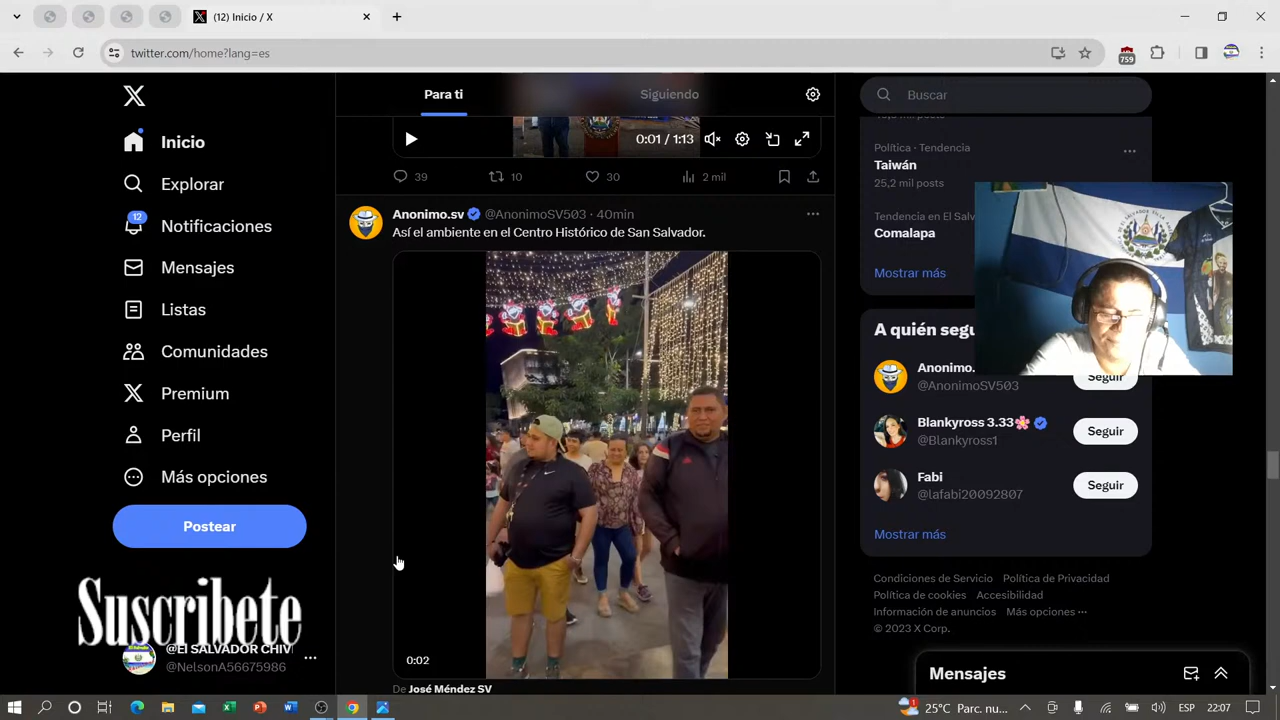 (12) Inicio / X
twitter.com/home?lang=es
759
Para ti
Siguiendo
Buscar
Inicio
Explorar
12
Notificaciones
Mensajes
Listas
Comunidades
Premium
Perfil
Más opciones
Postear
Suscribete
@NelsonA56675986
0:01 / 1:13
39
10
30
2 mil
Anonimo.sv @AnonimoSV503 · 40min
Así el ambiente en el Centro Histórico de San Salvador.
0:02
De José Méndez SV
Política · Tendencia
Taiwán
25,2 mil posts
Tendencia en El Salv
Comalapa
Mostrar más
A quién segu
Anonimo.
@AnonimoSV503
Seguir
Blankyross 3.33
@Blankyross1
Seguir
Fabi
@lafabi20092807
Seguir
Mostrar más
Condiciones de Servicio Política de Privacidad
Política de cookies Accesibilidad
Información de anuncios Más opciones
© 2023 X Corp.
Mensajes
1
25°C Parc. nu...
ESP
22:07